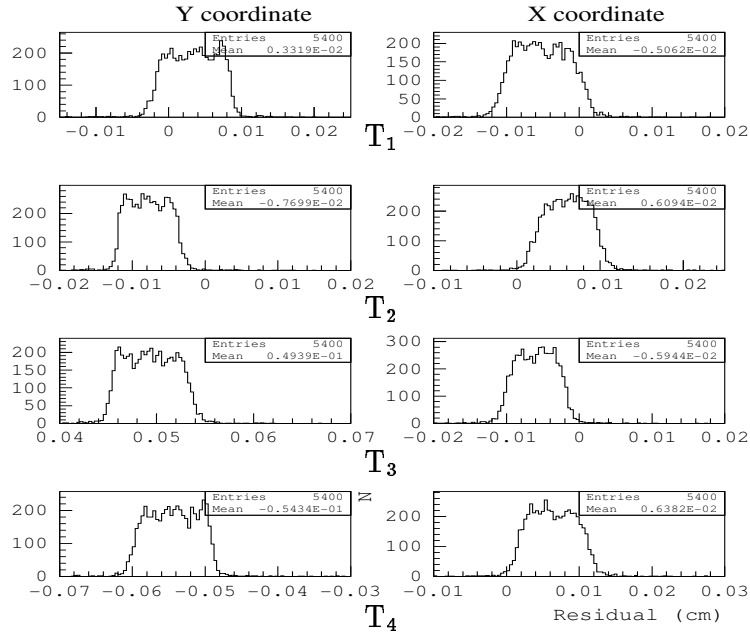 Y coordinate X coordinate
Entries 5400
Mean 0.3319E-02
200
100
0
-0.01 0 0.01 0.02
Entries 5400
Mean -0.5062E-02
200
150
100
50
0
-0.02 -0.01 0 0.01 0.02
T1
Entries 5400
Mean -0.7699E-02
200
100
0
-0.02 -0.01 0 0.01 0.02
Entries 5400
Mean 0.6094E-02
200
100
0
0 0.01 0.02
T2
Entries 5400
Mean 0.4939E-01
200
150
100
50
0
0.04 0.05 0.06 0.07
Entries 5400
Mean -0.5944E-02
300
200
100
0
-0.02 -0.01 0 0.01 0.02
T3
Entries 5400
Mean -0.5434E-01
200
100
0
-0.07 -0.06 -0.05 -0.04 -0.03
N
Entries 5400
Mean 0.6382E-02
200
100
0
-0.01 0 0.01 0.02 0.03
T4
Residual (cm)